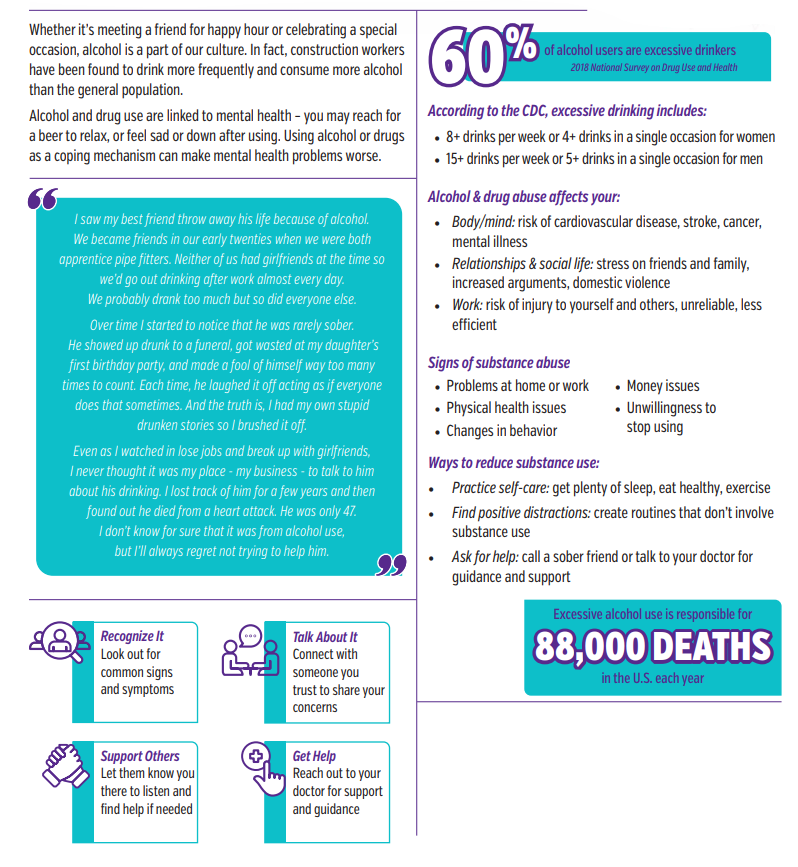 Whether it's meeting a friend for happy hour or celebrating a special
occasion, alcohol is a part of our culture. In fact, construction workers
have been found to drink more frequently and consume more alcohol
than the general population.
Alcohol and drug use are linked to mental health – you may reach for
a beer to relax, or feel sad or down after using. Using alcohol or drugs
as a coping mechanism can make mental health problems worse.
“
I saw my best friend throw away his life because of alcohol.
We became friends in our early twenties when we were both
apprentice pipe fitters. Neither of us had girlfriends at the time so
we'd go out drinking after work almost every day.
We probably drank too much but so did everyone else.
Over time I started to notice that he was rarely sober.
He showed up drunk to a funeral, got wasted at my daughter's
first birthday party, and made a fool of himself way too many
times to count. Each time, he laughed it off acting as if everyone
does that sometimes. And the truth is, I had my own stupid
drunken stories so I brushed it off.
Even as I watched in lose jobs and break up with girlfriends,
I never thought it was my place - my business - to talk to him
about his drinking. I lost track of him for a few years and then
found out he died from a heart attack. He was only 47.
I don't know for sure that it was from alcohol use,
but I'll always regret not trying to help him.
”
Recognize It
Look out for
common signs
and symptoms
Talk About It
Connect with
someone you
trust to share your
concerns
Support Others
Let them know you
there to listen and
find help if needed
Get Help
Reach out to your
doctor for support
and guidance
60% of alcohol users are excessive drinkers
2018 National Survey on Drug Use and Health
According to the CDC, excessive drinking includes:
• 8+ drinks per week or 4+ drinks in a single occasion for women
• 15+ drinks per week or 5+ drinks in a single occasion for men
Alcohol & drug abuse affects your:
• Body/mind: risk of cardiovascular disease, stroke, cancer,
mental illness
• Relationships & social life: stress on friends and family,
increased arguments, domestic violence
• Work: risk of injury to yourself and others, unreliable, less
efficient
Signs of substance abuse
• Problems at home or work
• Physical health issues
• Changes in behavior
• Money issues
• Unwillingness to
stop using
Ways to reduce substance use:
• Practice self-care: get plenty of sleep, eat healthy, exercise
• Find positive distractions: create routines that don't involve
substance use
• Ask for help: call a sober friend or talk to your doctor for
guidance and support
Excessive alcohol use is responsible for
88,000 DEATHS
in the U.S. each year